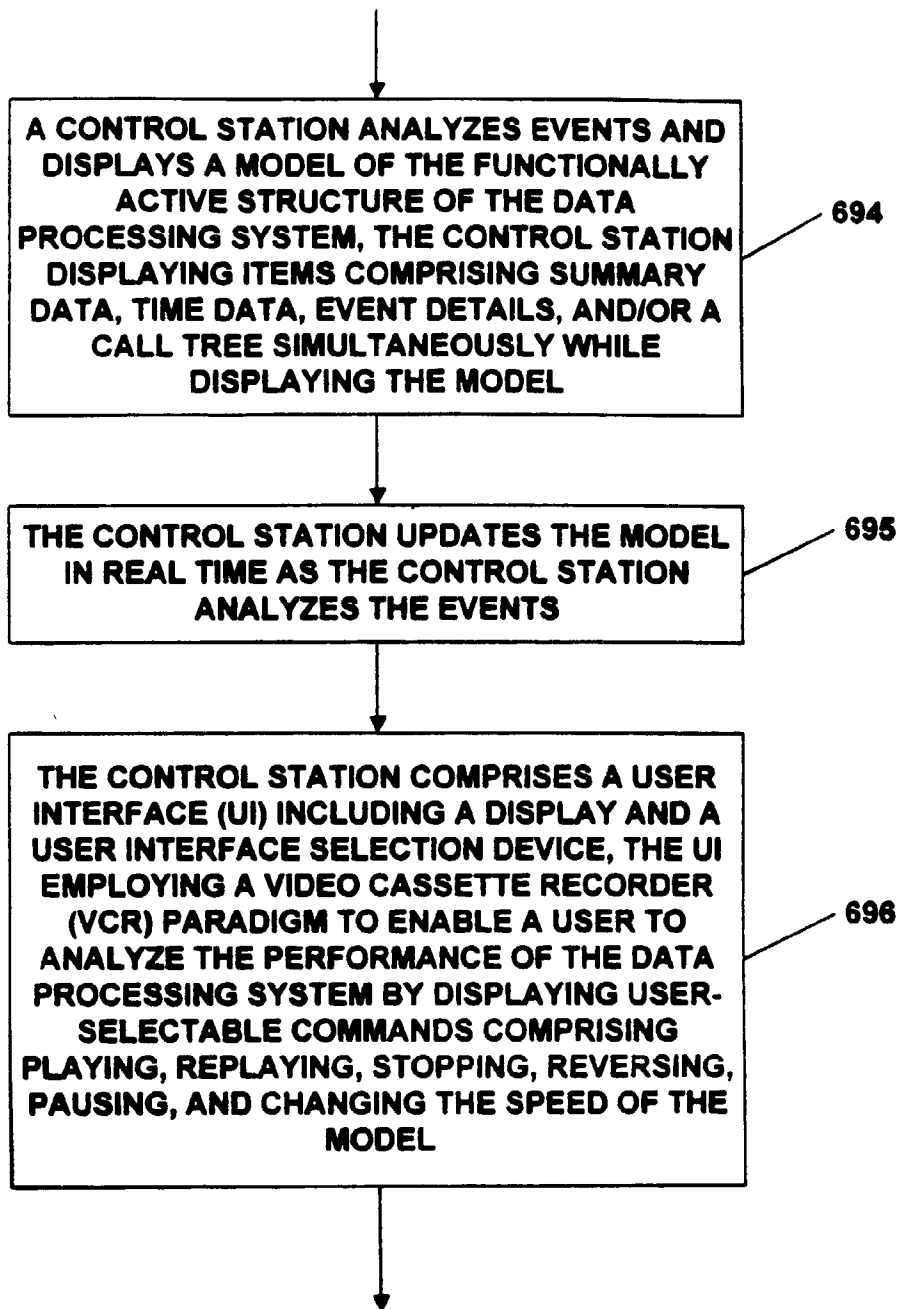 A CONTROL STATION ANALYZES EVENTS AND
DISPLAYS A MODEL OF THE FUNCTIONALLY
ACTIVE STRUCTURE OF THE DATA
PROCESSING SYSTEM, THE CONTROL STATION
DISPLAYING ITEMS COMPRISING SUMMARY
DATA, TIME DATA, EVENT DETAILS, AND/OR A
CALL TREE SIMULTANEOUSLY WHILE
DISPLAYING THE MODEL
694
THE CONTROL STATION UPDATES THE MODEL
IN REAL TIME AS THE CONTROL STATION
ANALYZES THE EVENTS
695
THE CONTROL STATION COMPRISES A USER
INTERFACE (UI) INCLUDING A DISPLAY AND A
USER INTERFACE SELECTION DEVICE, THE UI
EMPLOYING A VIDEO CASSETTE RECORDER
(VCR) PARADIGM TO ENABLE A USER TO
ANALYZE THE PERFORMANCE OF THE DATA
PROCESSING SYSTEM BY DISPLAYING USER-
SELECTABLE COMMANDS COMPRISING
PLAYING, REPLAYING, STOPPING, REVERSING,
PAUSING, AND CHANGING THE SPEED OF THE
MODEL
696